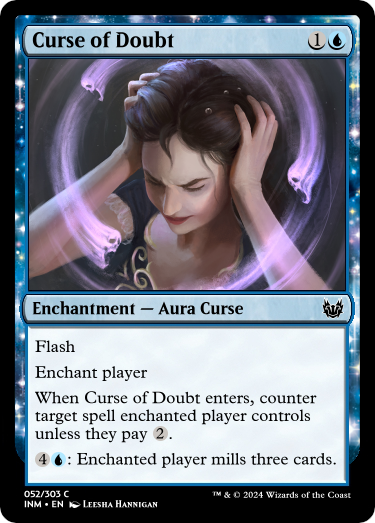 Curse of Doubt 1
Enchantment — Aura Curse
Flash
Enchant player
When Curse of Doubt enters, counter
target spell enchanted player controls
unless they pay 2.
4 : Enchanted player mills three cards.
052/303 C
INM • EN Leesha Hannigan
™ & © 2024 Wizards of the Coast